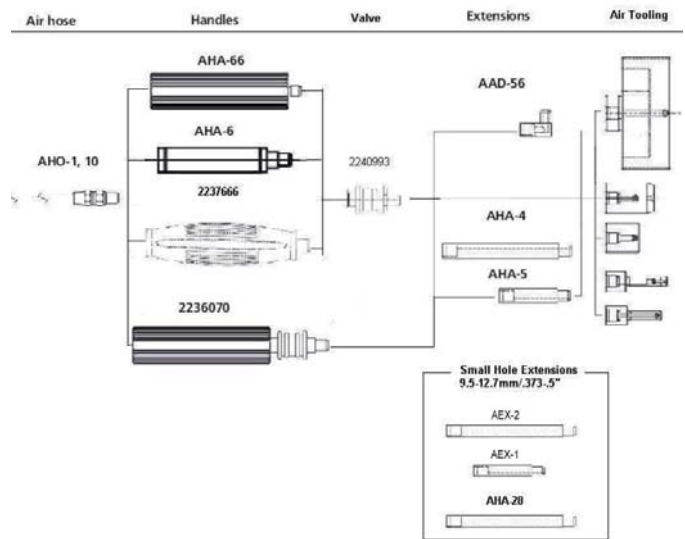 Air hose
Handles
Valve
Extensions
Air Tooling
AHA-66
AAD-56
AHA-6
2240993
AHO-1, 10
2237666
AHA-4
AHA-5
2236070
Small Hole Extensions
9.5-12.7mm/.373-.5"
AEX-2
AEX-1
AHA-28